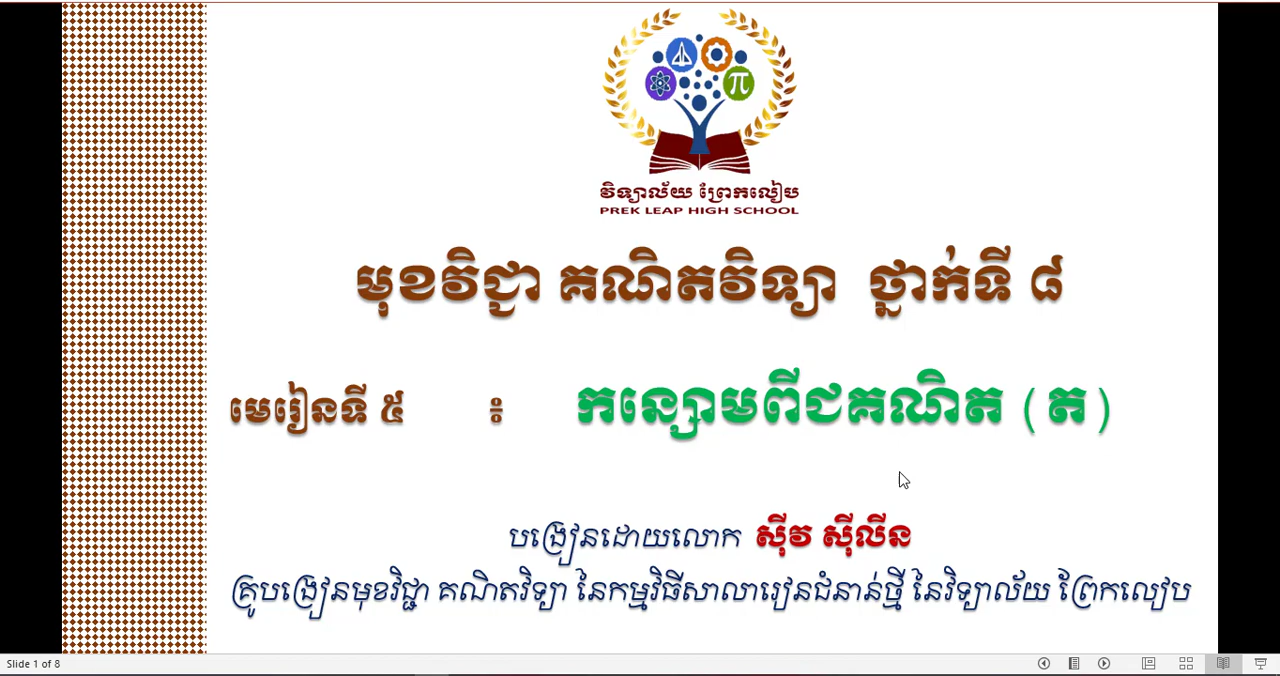 វិទ្យាល័យ ព្រែកលៀប
PREK LEAP HIGH SCHOOL
មុខវិជ្ជា គណិតវិទ្យា ថ្នាក់ទី ៨
មេរៀនទី ៥ ៖ កន្សោមពីជគណិត (ត)
បង្រៀនដោយលោក ស៊ីវ ស៊ីលីន
គ្រូបង្រៀនមុខវិជ្ជា គណិតវិទ្យា នៃកម្មវិធីសាលារៀនជំនាន់ថ្មី នៃវិទ្យាល័យ ព្រែកលៀប
Slide 1 of 8